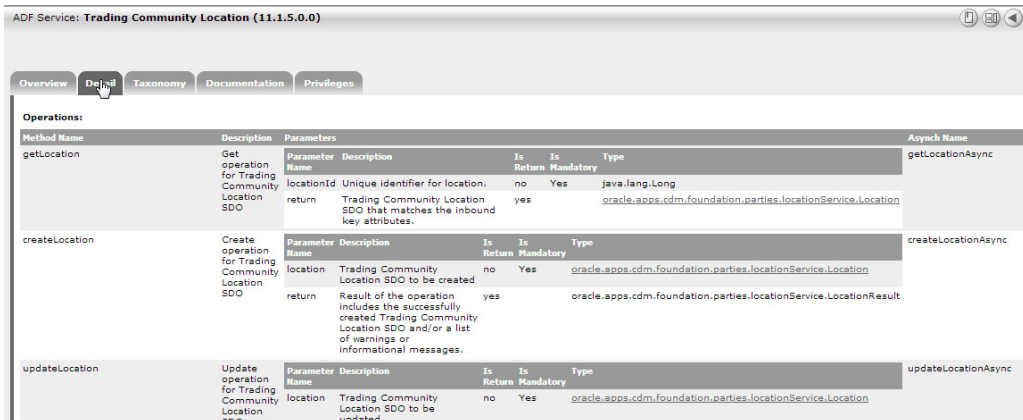 ADF Service: Trading Community Location (11.1.5.0.0)
Overview Detail Taxonomy Documentation Privileges
Operations:
Method Name Description Parameters Asynch Name
getLocation
Get
operation
for Trading
Community
Location
SDO
Parameter Name Description Is Return Is Mandatory Type
locationId Unique identifier for location. no Yes java.lang.Long
return
Trading Community Location
SDO that matches the inbound
key attributes.
yes
oracle.apps.cdm.foundation.parties.locationService.Location
getLocationAsync
createLocation
Create
operation
for Trading
Community
Location
SDO
Parameter Name Description Is Return Is Mandatory Type
location
Trading Community
Location SDO to be created
no Yes
oracle.apps.cdm.foundation.parties.locationService.Location
return
Result of the operation
includes the successfully
created Trading Community
Location SDO and/or a list
of warnings or
informational messages.
yes
oracle.apps.cdm.foundation.parties.locationService.LocationResult
createLocationAsync
updateLocation
Update
operation
for Trading
Community
Location
SDO
Parameter Name Description Is Return Is Mandatory Type
location
Trading Community
Location SDO to be
updated
no Yes
oracle.apps.cdm.foundation.parties.locationService.Location
updateLocationAsync